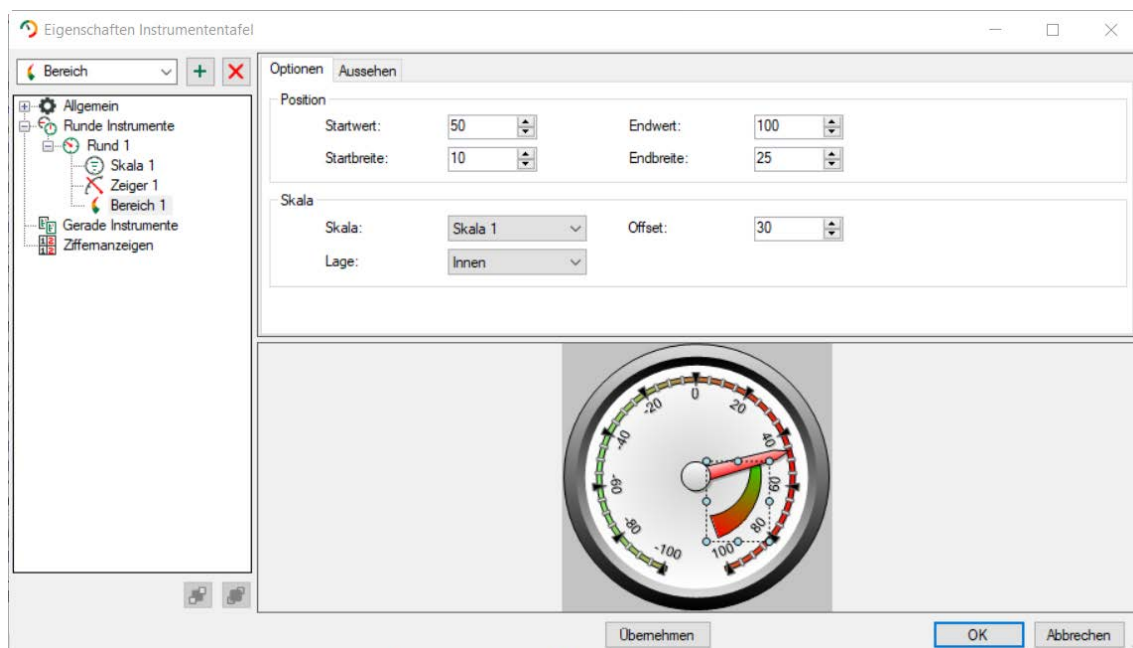 Eigenschaften Instrumententafel
Bereich
Allgemein
Runde Instrumente
Rund 1
Skala 1
Zeiger 1
Bereich 1
Gerade Instrumente
Ziffernanzeigen
Optionen Aussehen
Position
Startwert: 50 Endwert: 100
Startbreite: 10 Endbreite: 25
Skala
Skala: Skala 1 Offset: 30
Lage: Innen
-100
-80
-60
-40
-20
0
20
40
60
80
100
Übernehmen OK Abbrechen